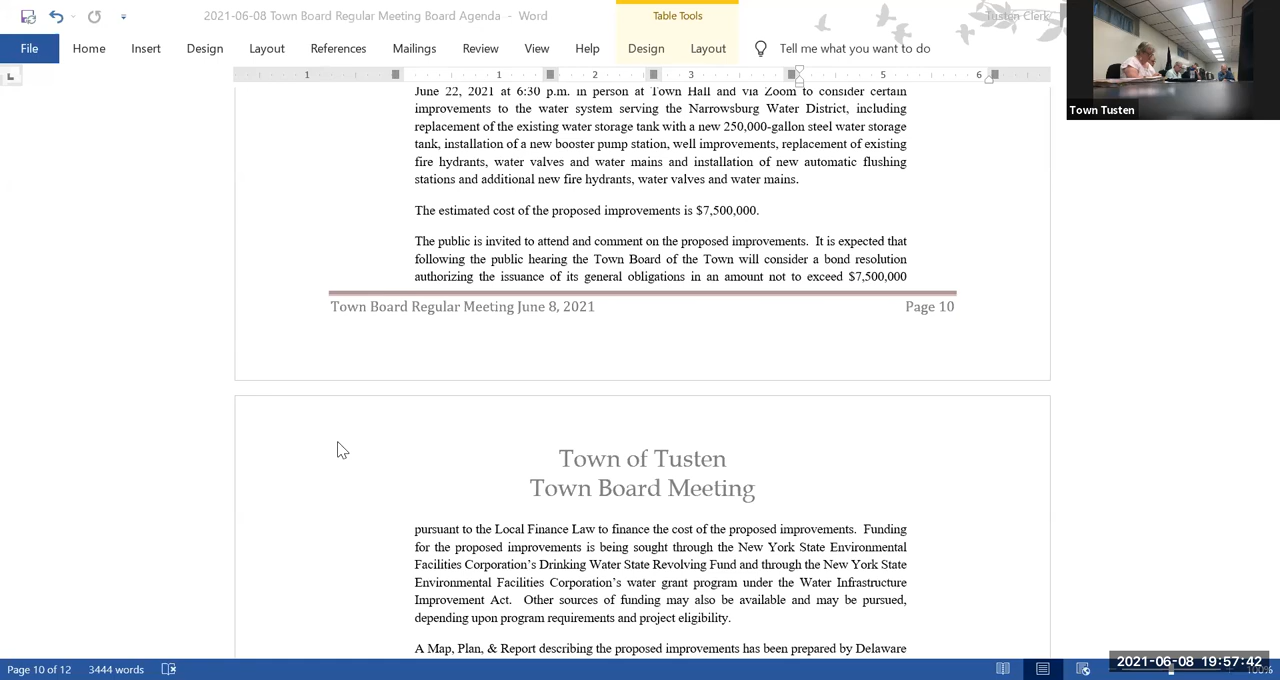 2021-06-08 Town Board Regular Meeting Board Agenda - Word
Table Tools
Tusten Clerk
File Home Insert Design Layout References Mailings Review View Help Design Layout Tell me what you want to do
Town Tusten
1 1 2 3 5 6
June 22, 2021 at 6:30 p.m. in person at Town Hall and via Zoom to consider certain
improvements to the water system serving the Narrowsburg Water District, including
replacement of the existing water storage tank with a new 250,000-gallon steel water storage
tank, installation of a new booster pump station, well improvements, replacement of existing
fire hydrants, water valves and water mains and installation of new automatic flushing
stations and additional new fire hydrants, water valves and water mains.
The estimated cost of the proposed improvements is $7,500,000.
The public is invited to attend and comment on the proposed improvements. It is expected that
following the public hearing the Town Board of the Town will consider a bond resolution
authorizing the issuance of its general obligations in an amount not to exceed $7,500,000
Town Board Regular Meeting June 8, 2021 Page 10
Town of Tusten
Town Board Meeting
pursuant to the Local Finance Law to finance the cost of the proposed improvements. Funding
for the proposed improvements is being sought through the New York State Environmental
Facilities Corporation's Drinking Water State Revolving Fund and through the New York State
Environmental Facilities Corporation's water grant program under the Water Infrastructure
Improvement Act. Other sources of funding may also be available and may be pursued,
depending upon program requirements and project eligibility.
A Map, Plan, & Report describing the proposed improvements has been prepared by Delaware
Page 10 of 12 3444 words 2021-06-08 19:57:42